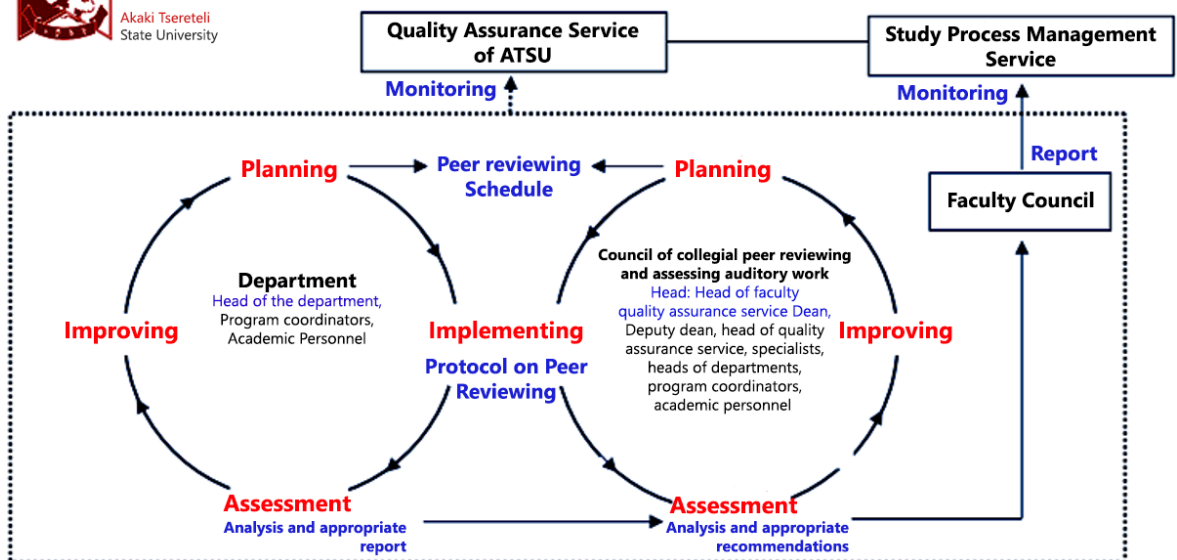 Akaki Tsereteli
State University
Quality Assurance Service
of ATSU
Study Process Management
Service
Monitoring
Monitoring
Report
Faculty Council
Planning
Peer reviewing
Schedule
Planning
Department
Head of the department,
Program coordinators,
Academic Personnel
Council of collegial peer reviewing
and assessing auditory work
Head: Head of faculty
quality assurance service Dean,
Deputy dean, head of quality
assurance service, specialists,
heads of departments,
program coordinators,
academic personnel
Improving
Implementing
Improving
Protocol on Peer
Reviewing
Assessment
Analysis and appropriate
report
Assessment
Analysis and appropriate
recommendations